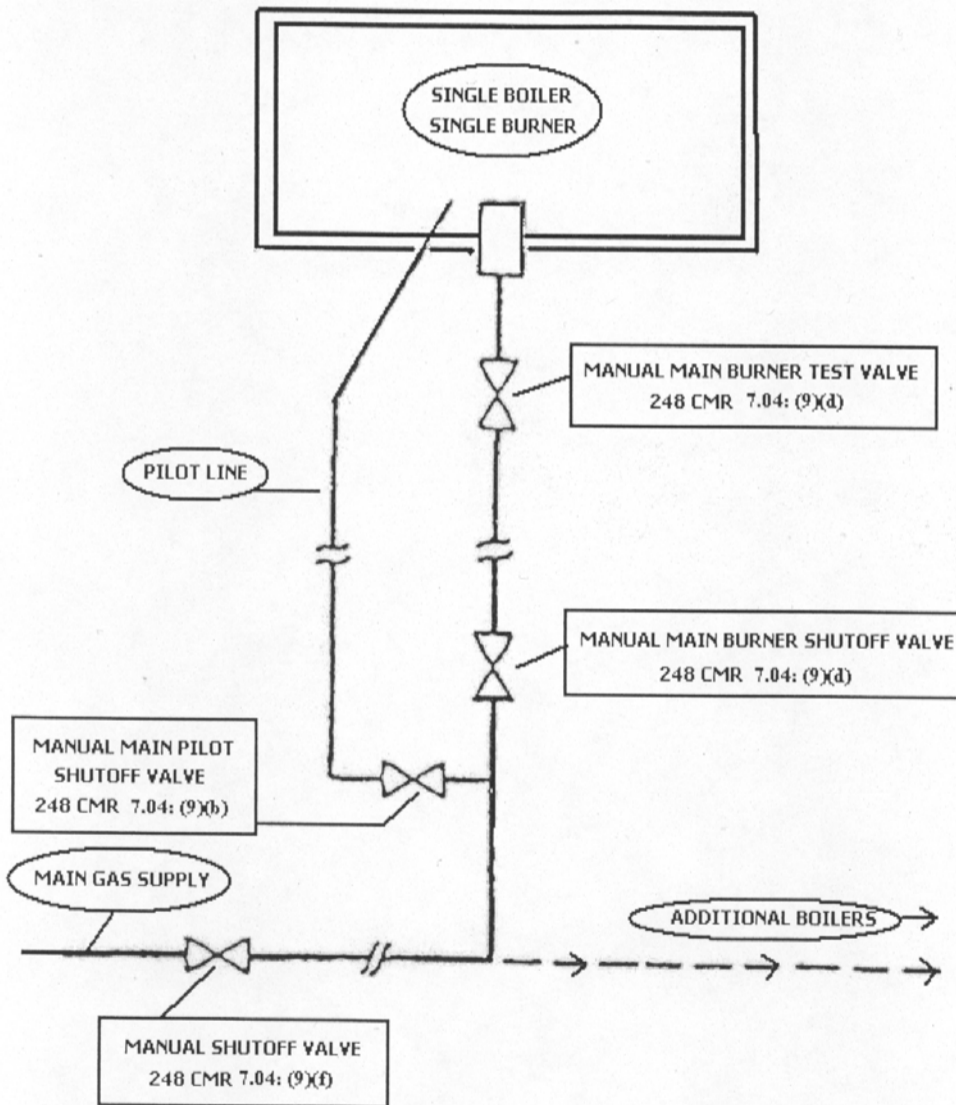 SINGLE BOILER
SINGLE BURNER
MANUAL MAIN BURNER TEST VALVE
248 CMR 7.04: (9)(d)
PILOT LINE
MANUAL MAIN BURNER SHUTOFF VALVE
248 CMR 7.04: (9)(d)
MANUAL MAIN PILOT
SHUTOFF VALVE
248 CMR 7.04: (9)(b)
MAIN GAS SUPPLY
ADDITIONAL BOILERS
MANUAL SHUTOFF VALVE
248 CMR 7.04: (9)(f)